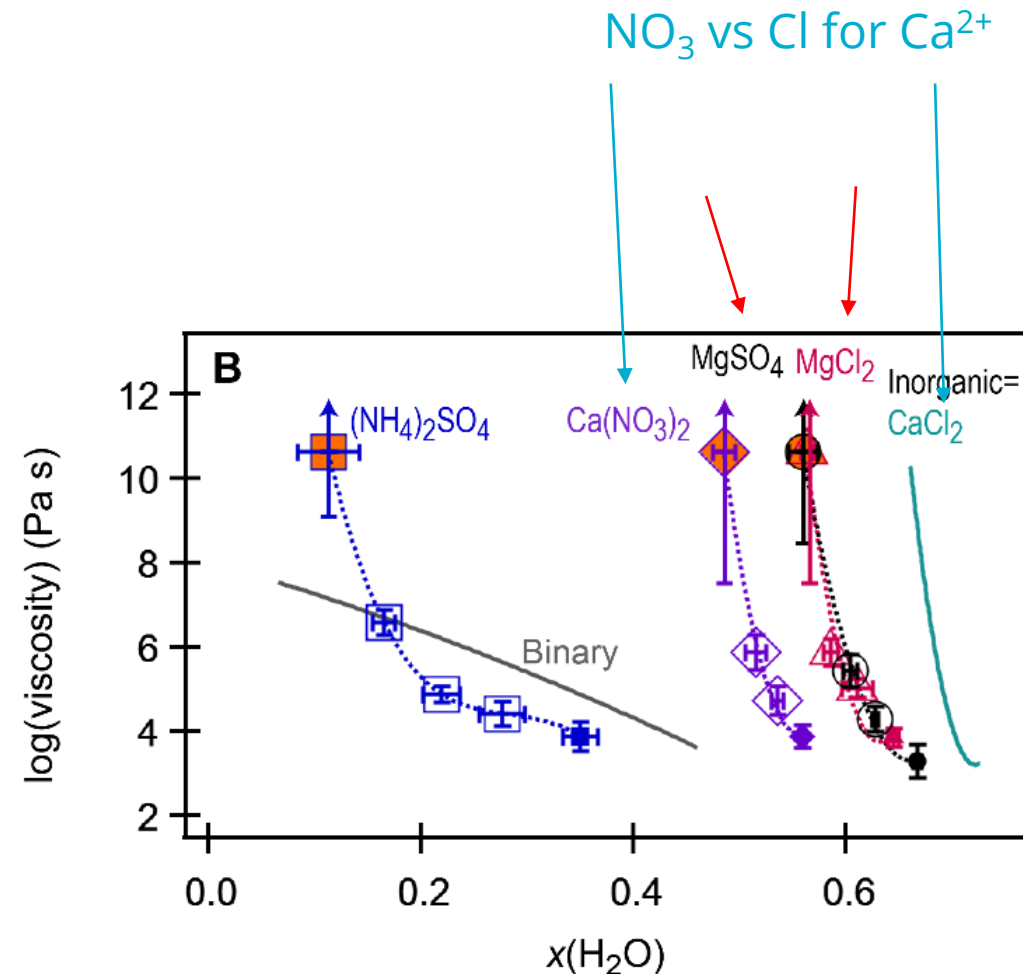 NO₃ vs Cl for Ca²⁺
B
MgSO₄ MgCl₂
Inorganic=
(NH₄)₂SO₄ Ca(NO₃)₂ CaCl₂
Binary
log(viscosity) (Pa s)
12
10
8
6
4
2
0.0 0.2 0.4 0.6
x(H₂O)